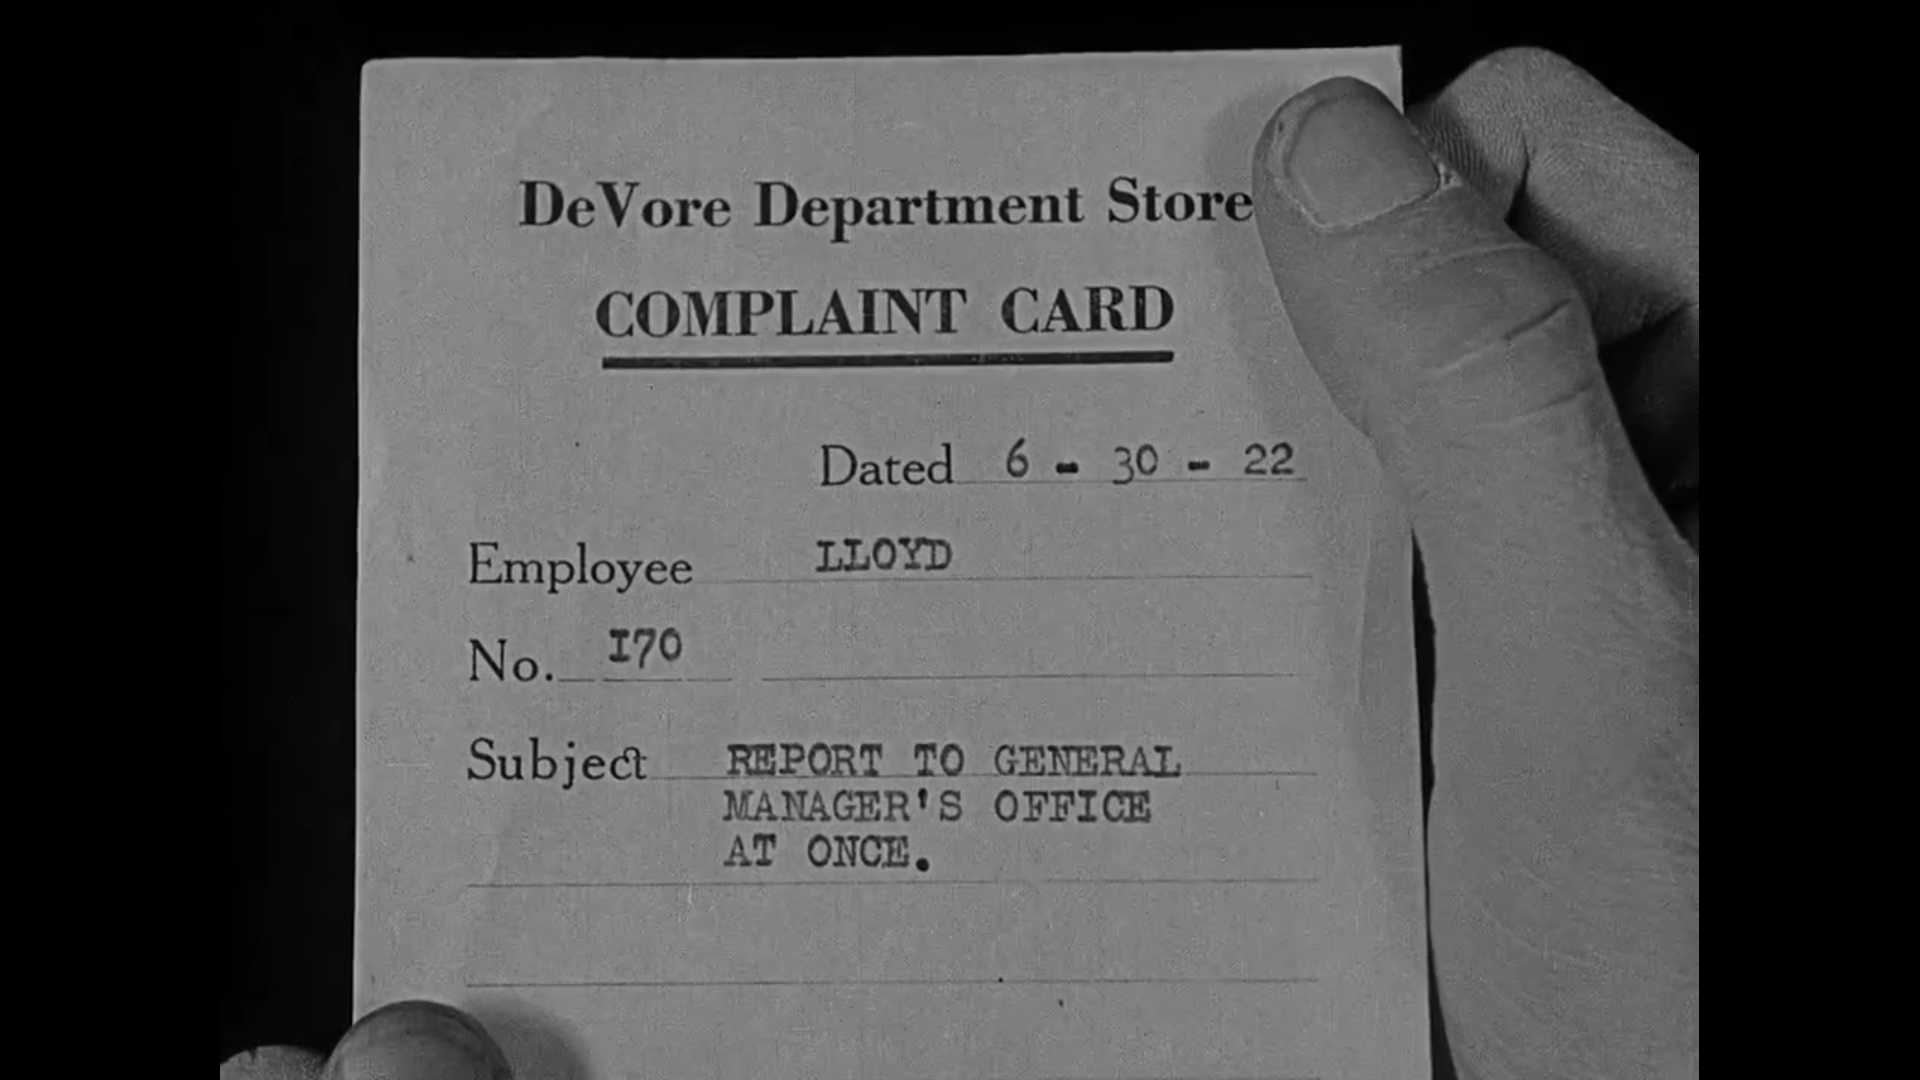 DeVore Department Store
COMPLAINT CARD
Dated 6 - 30 - 22
Employee LLOYD
No. 170
Subject REPORT TO GENERAL
MANAGER'S OFFICE
AT ONCE.